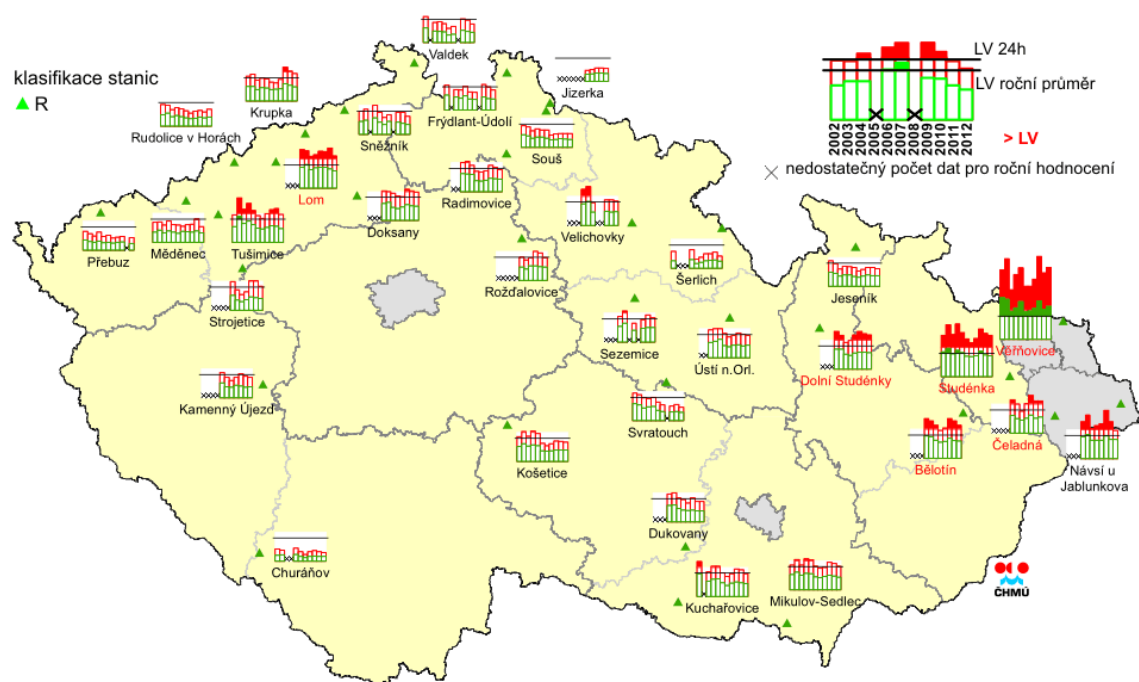 Valdek
LV 24h
klasifikace stanic
R
Krupka
Jizerka
LV roční průměr
Rudolice v Horách
Frýdlant-Údolí
2002 2003 2004 2005 2006 2007 2008 2009 2010 2011 2012
> LV
Sněžník
Souš
nedostatečný počet dat pro roční hodnocení
Lom
Radimovice
Doksany
Velichovky
Přebuz
Měděnec
Tušimice
Šerlich
Rožďalovice
Jeseník
Strojetice
Sezemice
Ústí n.Orl.
Věřňovice
Dolní Studénky
Studénka
Kamenný Újezd
Svratouch
Čeladná
Košetice
Bělotín
Návsí u
Jablunkova
Dukovany
Churáňov
ČHMÚ
Kuchařovice
Mikulov-Sedlec